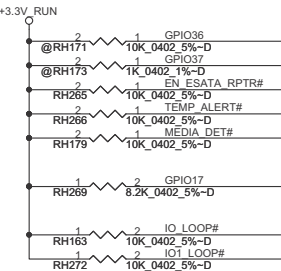 +3.3V_RUN
2 1 GPIO36
@RH171 10K_0402_5%~D
2 1 GPIO37
@RH173 1K_0402_1%~D
2 1 EN_ESATA_RPTR#
RH265 10K_0402_5%~D
2 1 TEMP_ALERT#
RH266 10K_0402_5%~D
2 1 MEDIA_DET#
RH179 10K_0402_5%~D
1 2 GPIO17
RH269 8.2K_0402_5%~D
1 2 IO_LOOP#
RH163 10K_0402_5%~D
1 2 IO1_LOOP#
RH272 10K_0402_5%~D